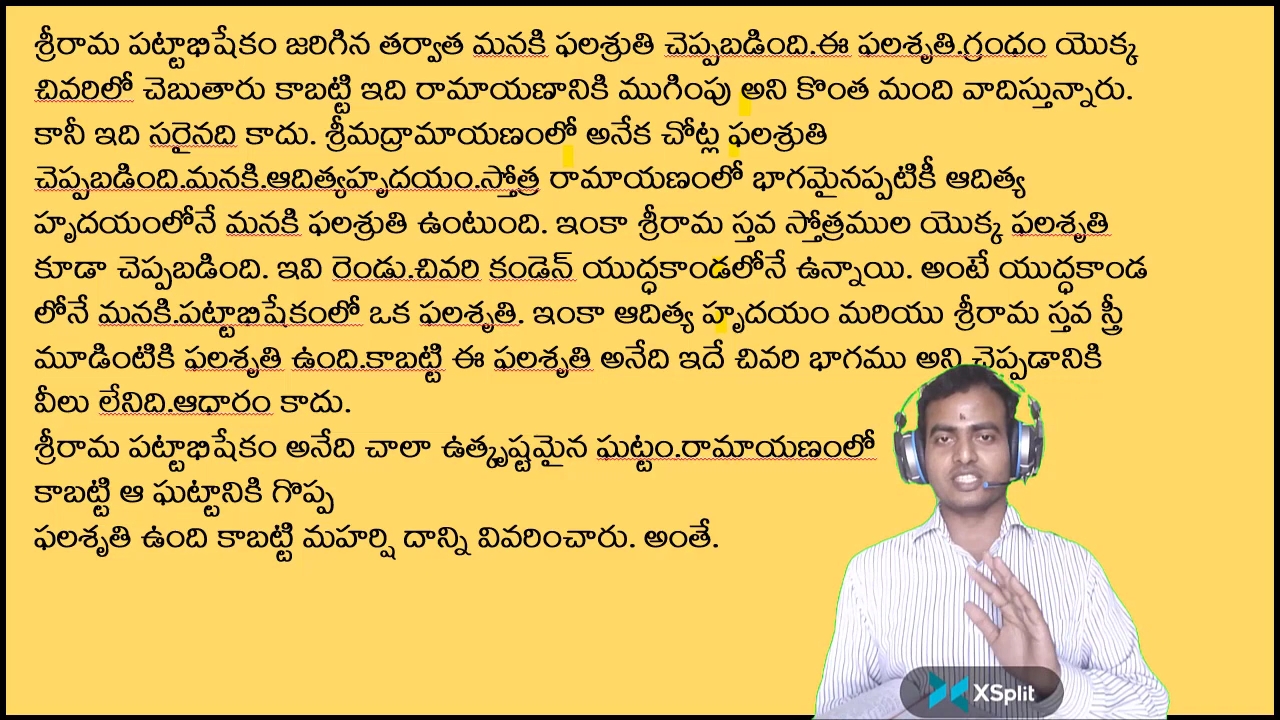 శ్రీరామ పట్టాభిషేకం జరిగిన తర్వాత మనకి ఫలశ్రుతి చెప్పబడింది.ఈ ఫలశృతి.గ్రంధం యొక్క
చివరిలో చెబుతారు కాబట్టి ఇది రామాయణానికి ముగింపు అని కొంత మంది వాదిస్తున్నారు.
కానీ ఇది సరైనది కాదు. శ్రీమద్రామాయణంలో అనేక చోట్ల ఫలశ్రుతి
చెప్పబడింది.మనకి.ఆదిత్యహృదయం.స్తోత్ర రామాయణంలో భాగమైనప్పటికీ ఆదిత్య
హృదయంలోనే మనకి ఫలశ్రుతి ఉంటుంది. ఇంకా శ్రీరామ స్తవ స్తోత్రముల యొక్క ఫలశృతి
కూడా చెప్పబడింది. ఇవి రెండు.చివరి కండెన్ యుద్ధకాండలోనే ఉన్నాయి. అంటే యుద్ధకాండ
లోనే మనకి.పట్టాభిషేకంలో ఒక ఫలశృతి. ఇంకా ఆదిత్య హృదయం మరియు శ్రీరామ స్తవ స్త్రీ
మూడింటికి ఫలశృతి ఉంది.కాబట్టి ఈ ఫలశృతి అనేది ఇదే చివరి భాగము అని చెప్పడానికి
వీలు లేనిది.ఆధారం కాదు.
శ్రీరామ పట్టాభిషేకం అనేది చాలా ఉత్కృష్టమైన ఘట్టం.రామాయణంలో
కాబట్టి ఆ ఘట్టానికి గొప్ప
ఫలశృతి ఉంది కాబట్టి మహర్షి దాన్ని వివరించారు. అంతే.
XSplit